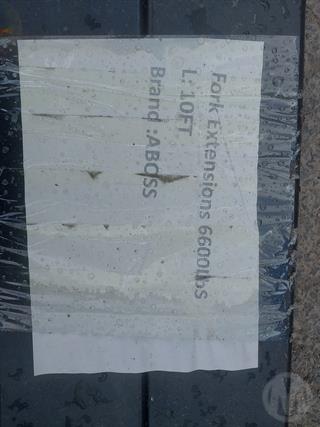 Fork Extensions 6600lbS
L: 10FT
Brand :ABOSS